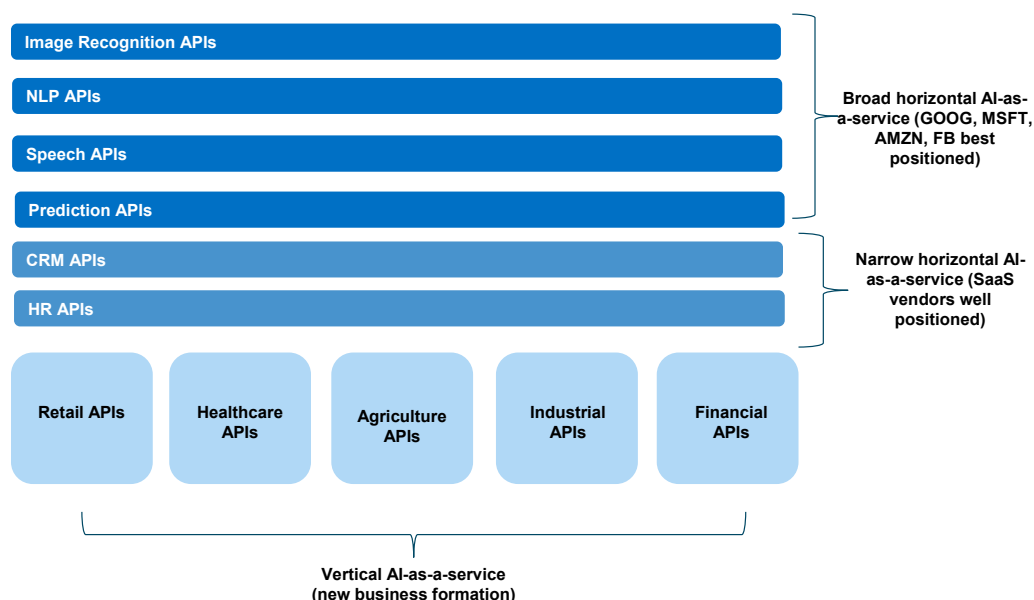 Image Recognition APIs
NLP APIs
Speech APIs
Prediction APIs
Broad horizontal AI-as-
a-service (GOOG, MSFT,
AMZN, FB best
positioned)
CRM APIs
HR APIs
Narrow horizontal AI-
as-a-service (SaaS
vendors well
positioned)
Retail APIs
Healthcare
APIs
Agriculture
APIs
Industrial
APIs
Financial
APIs
Vertical AI-as-a-service
(new business formation)